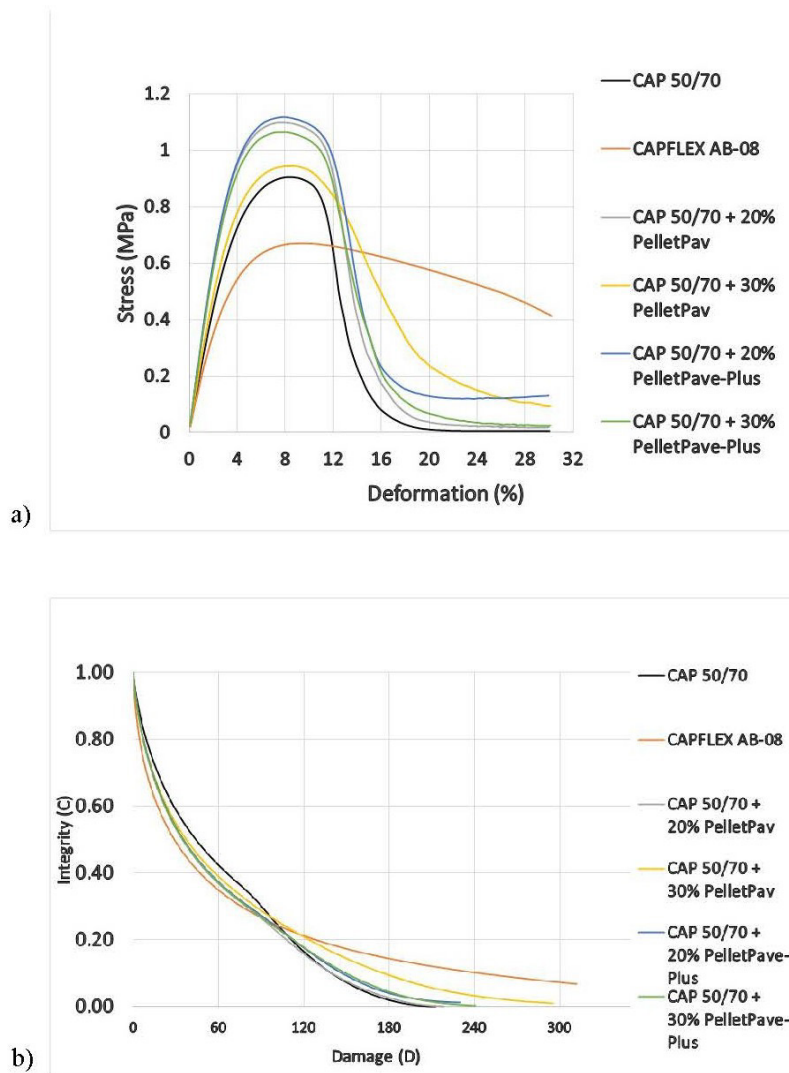 a)
Stress (MPa)
1.2
1
0.8
0.6
0.4
0.2
0
0 4 8 12 16 20 24 28 32
Deformation (%)
CAP 50/70
CAPFLEX AB-08
CAP 50/70 + 20%
PelletPav
CAP 50/70 + 30%
PelletPav
CAP 50/70 + 20%
PelletPave-Plus
CAP 50/70 + 30%
PelletPave-Plus
b)
Integrity (C)
1.00
0.80
0.60
0.40
0.20
0.00
0 60 120 180 240 300
Damage (D)
CAP 50/70
CAPFLEX AB-08
CAP 50/70 +
20% PelletPav
CAP 50/70 +
30% PelletPav
CAP 50/70 +
20% PelletPave-
Plus
CAP 50/70 +
30% PelletPave-
Plus